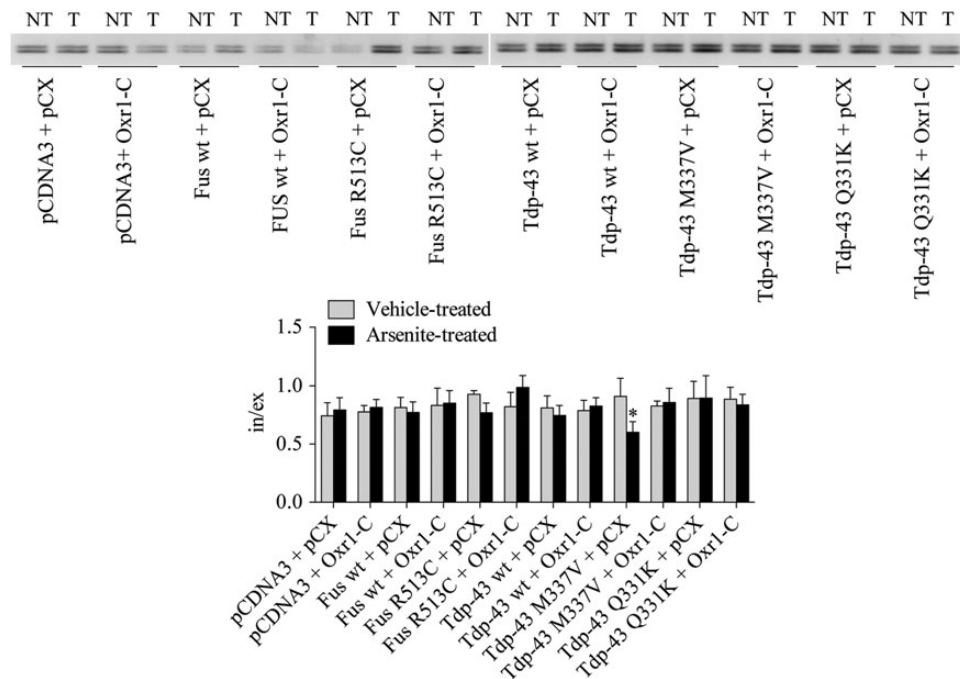 NT T NT T NT T NT T NT T NT T NT T NT T NT T NT T NT T NT T
pCDNA3 + pCX
pCDNA3+ Oxr1-C
Fus wt + pCX
FUS wt + Oxr1-C
Fus R513C + pCX
Fus R513C + Oxr1-C
Tdp-43 wt + pCX
Tdp-43 wt + Oxr1-C
Tdp-43 M337V + pCX
Tdp-43 M337V + Oxr1-C
Tdp-43 Q331K + pCX
Tdp-43 Q331K + Oxr1-C
Vehicle-treated
Arsenite-treated
1.5
1.0
0.5
0.0
in/ex
*
pCDNA3 + pCX
pCDNA3 + Oxr1-C
Fus wt + pCX
Fus wt + Oxr1-C
Fus R513C + pCX
Fus R513C + Oxr1-C
Tdp-43 wt + pCX
Tdp-43 wt + Oxr1-C
Tdp-43 M337V + pCX
Tdp-43 M337V + Oxr1-C
Tdp-43 Q331K + pCX
Tdp-43 Q331K + Oxr1-C